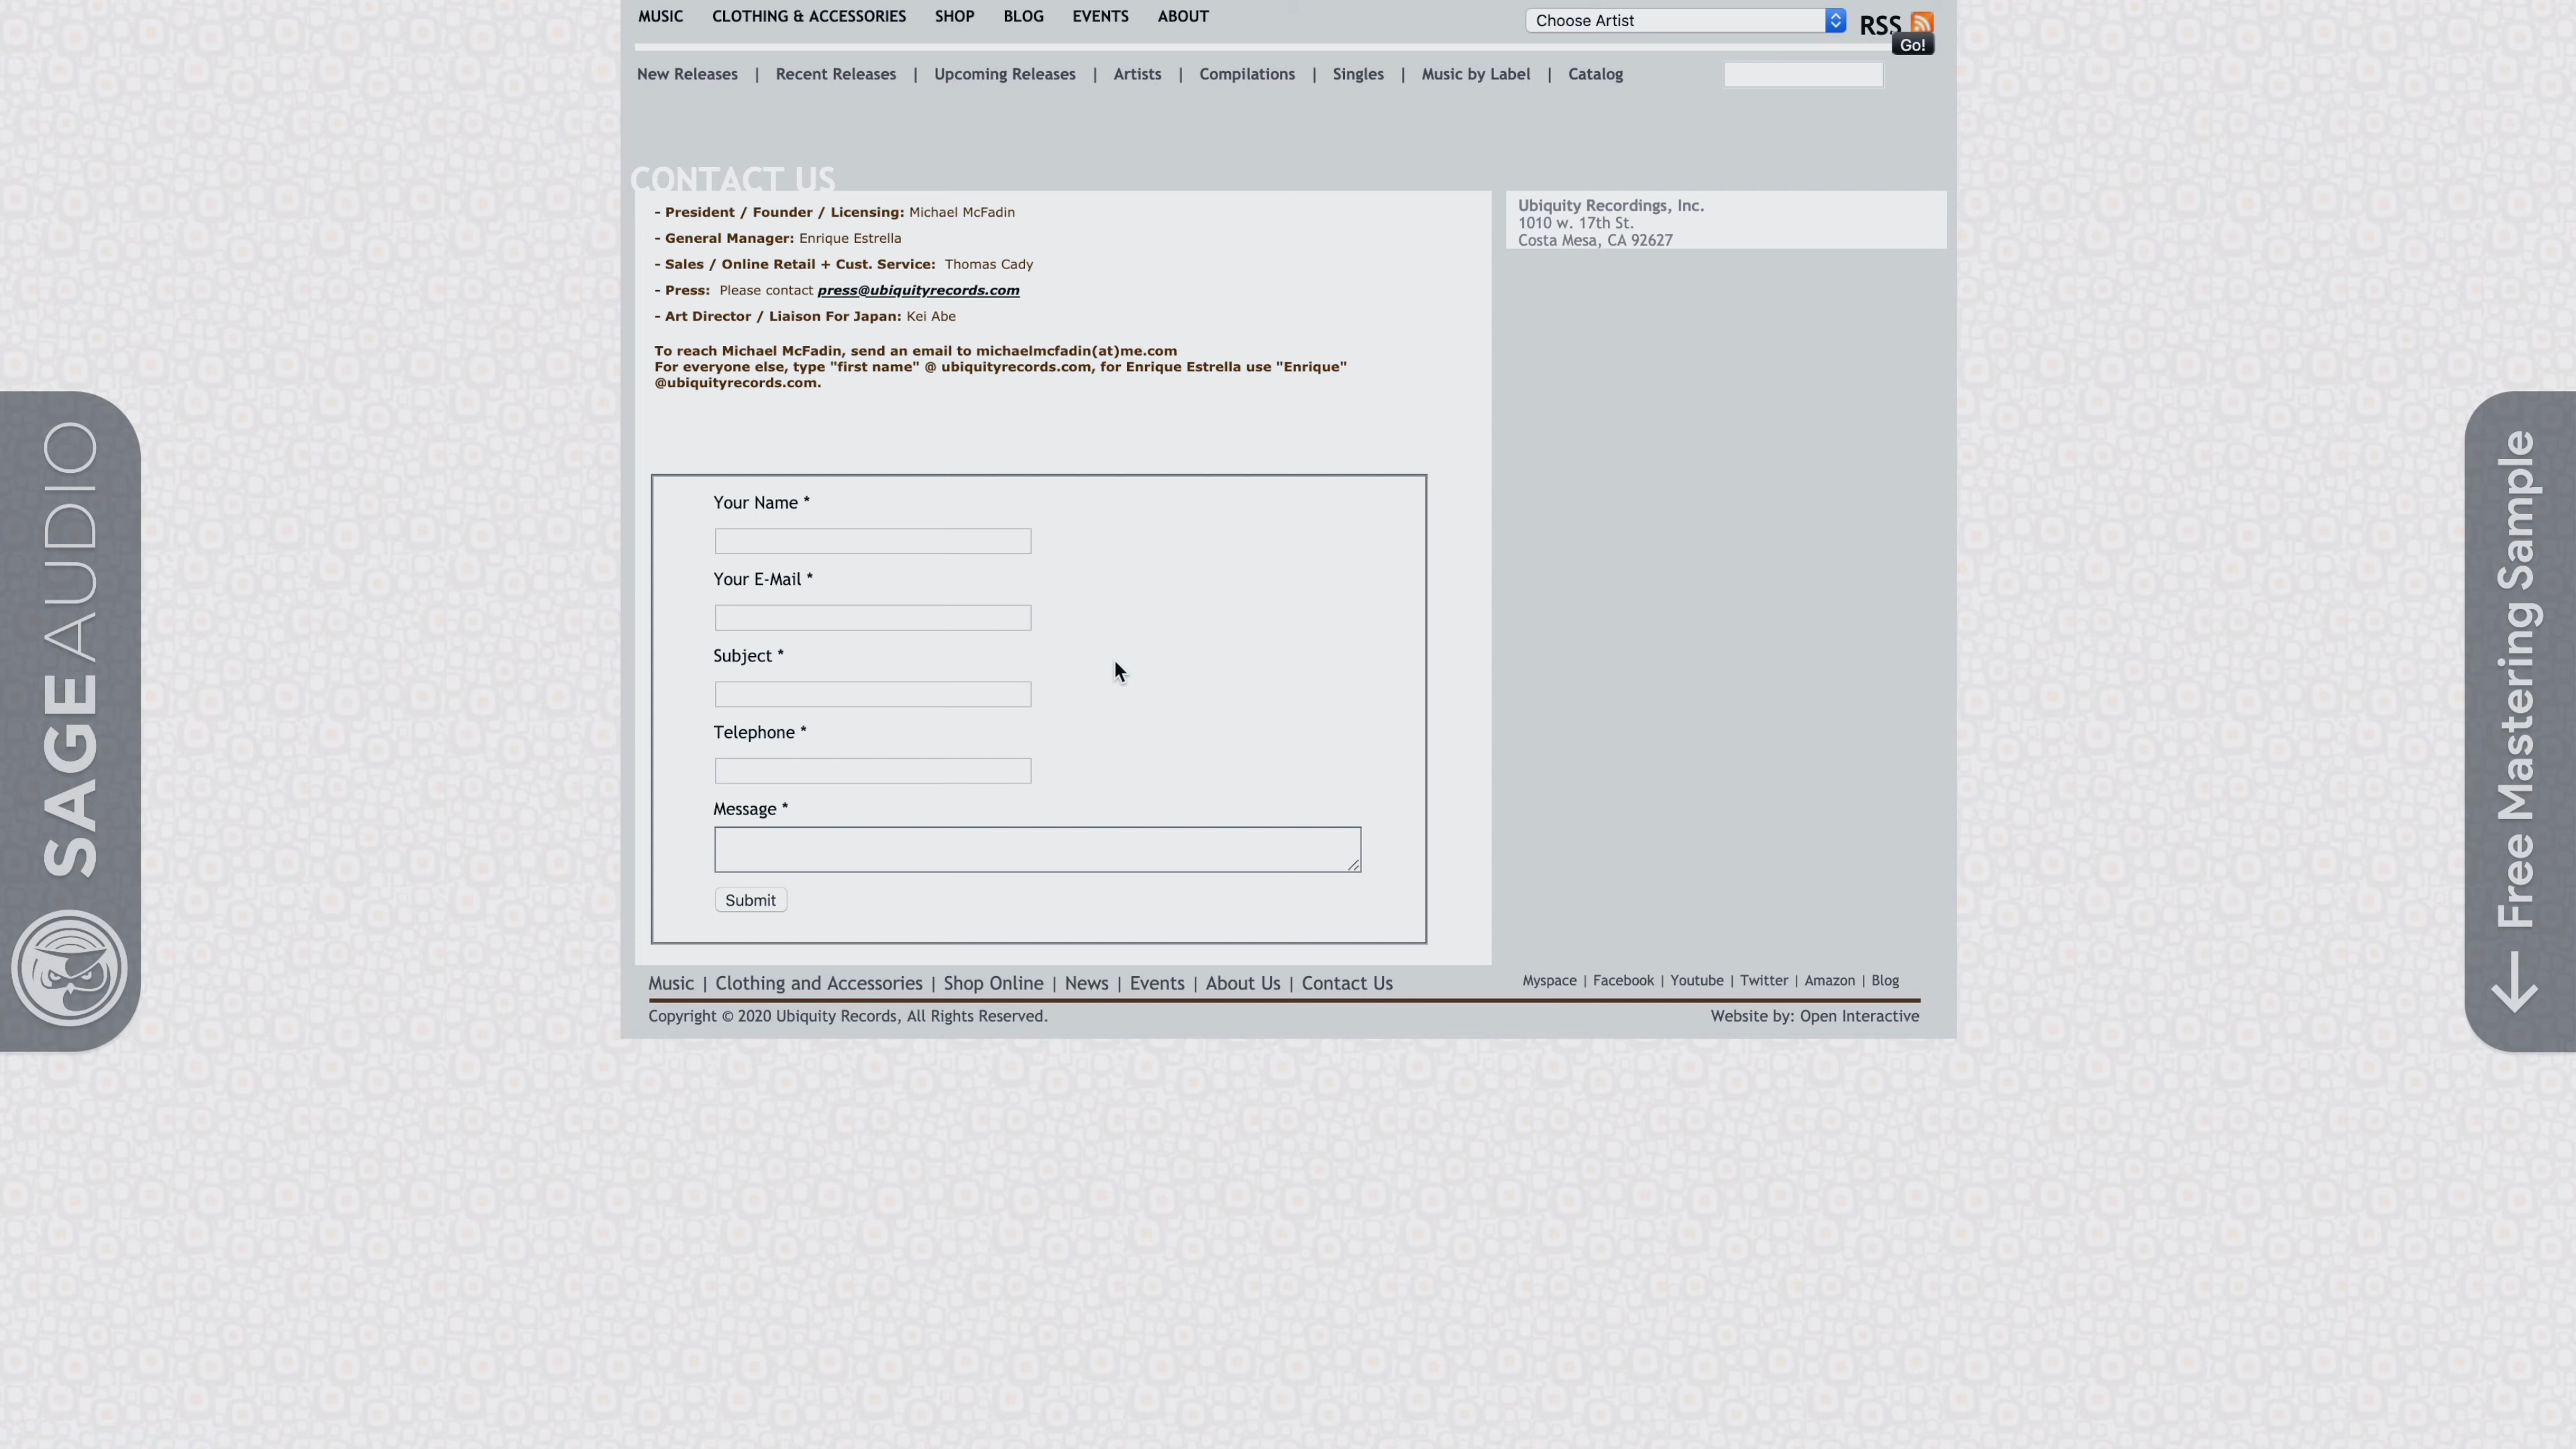 MUSIC CLOTHING & ACCESSORIES SHOP BLOG EVENTS ABOUT Choose Artist RSS
Go!
New Releases | Recent Releases | Upcoming Releases | Artists | Compilations | Singles | Music by Label | Catalog
CONTACT US
- President / Founder / Licensing: Michael McFadin
- General Manager: Enrique Estrella
- Sales / Online Retail + Cust. Service: Thomas Cady
- Press: Please contact press@ubiquityrecords.com
- Art Director / Liaison For Japan: Kei Abe
To reach Michael McFadin, send an email to michaelmcfadin(at)me.com
For everyone else, type "first name" @ ubiquityrecords.com, for Enrique Estrella use "Enrique"
@ubiquityrecords.com.
Ubiquity Recordings, Inc.
1010 w. 17th St.
Costa Mesa, CA 92627
Your Name *
Your E-Mail *
Subject *
Telephone *
Message *
Submit
Music | Clothing and Accessories | Shop Online | News | Events | About Us | Contact Us
Myspace | Facebook | Youtube | Twitter | Amazon | Blog
Copyright © 2020 Ubiquity Records, All Rights Reserved.
Website by: Open Interactive
SAGEAUDIO
← Free Mastering Sample